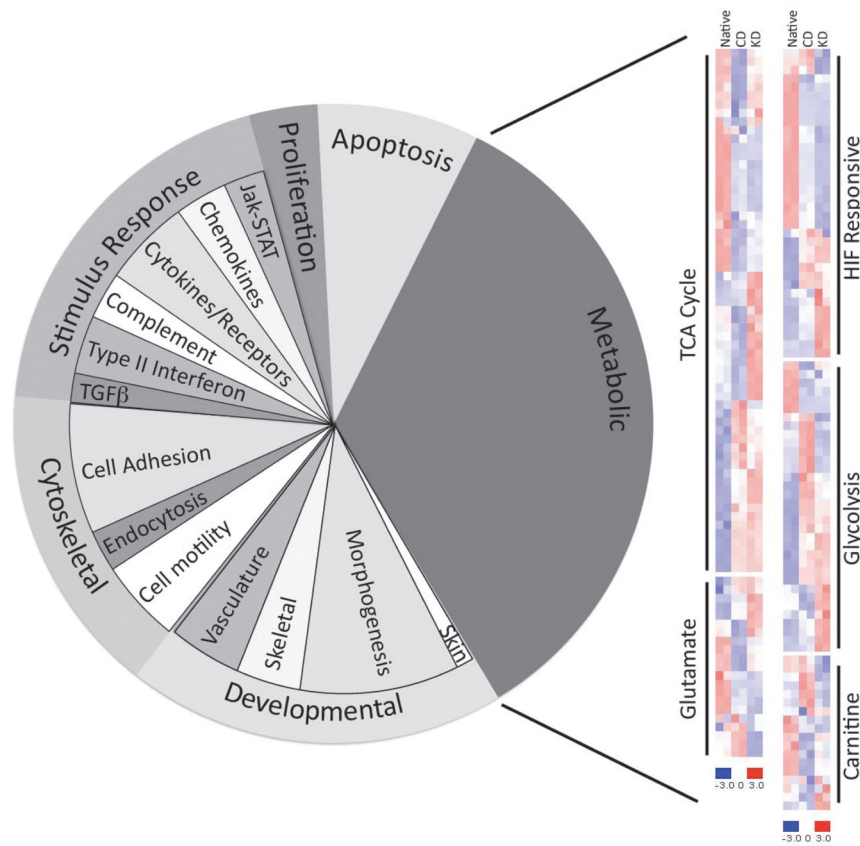 Native
CD
KD
Native
CD
KD
Proliferation
Apoptosis
Stimulus Response
Jak-STAT
Chemokines
Cytokines/Receptors
Complement
Type II Interferon
TGFβ
Metabolic
Cytoskeletal
Cell Adhesion
Endocytosis
Cell motility
Vasculature
Skeletal
Morphogenesis
Skin
Developmental
TCA Cycle
Glutamate
HIF Responsive
Glycolysis
Carnitine
-3.0 0 3.0
-3.0 0 3.0